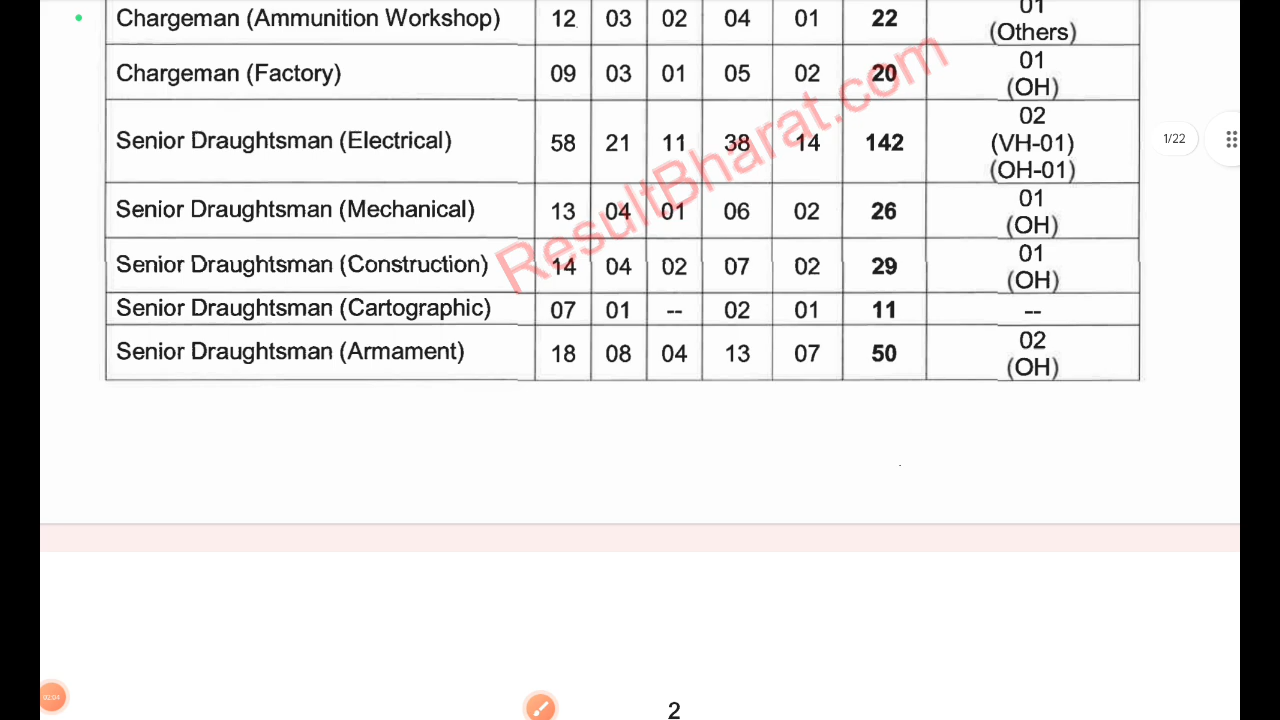 01
Chargeman (Ammunition Workshop) 12 03 02 04 01 22 (Others)
Chargeman (Factory) 09 03 01 05 02 20 01
(OH)
Senior Draughtsman (Electrical) 58 21 11 38 14 142 02
(VH-01)
(OH-01)
Senior Draughtsman (Mechanical) 13 04 01 06 02 26 01
(OH)
Senior Draughtsman (Construction) 14 04 02 07 02 29 01
(OH)
Senior Draughtsman (Cartographic) 07 01 -- 02 01 11 --
Senior Draughtsman (Armament) 18 08 04 13 07 50 02
(OH)
ResultBharat.com
1/22
02:04
2